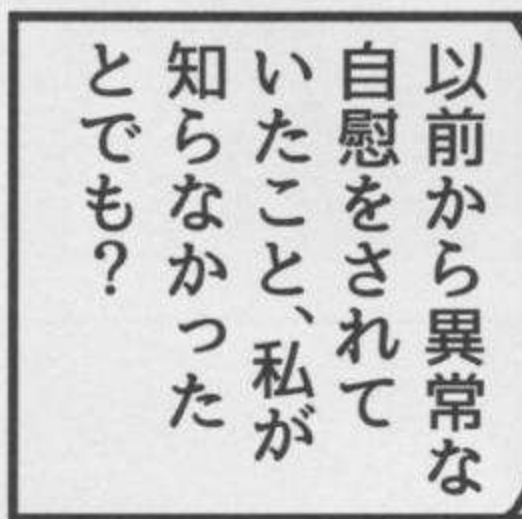 以前から異常な
自慰をされて
いたこと、私が
知らなかった
とでも？